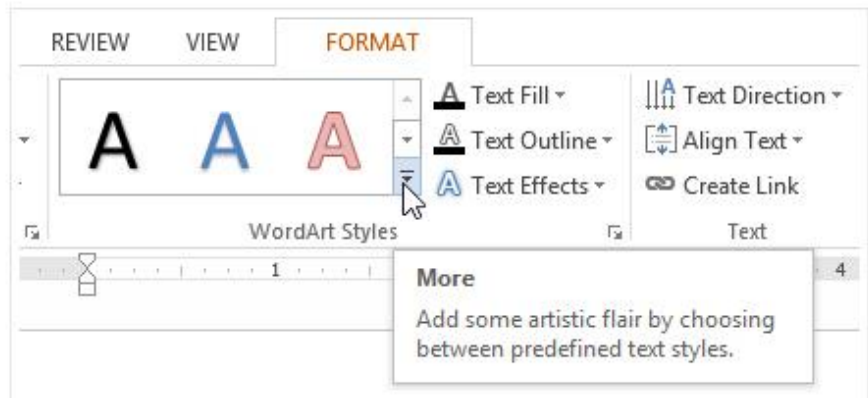 REVIEW VIEW FORMAT
A A A
A Text Fill
A Text Outline
A Text Effects
A Text Direction
Align Text
Create Link
WordArt Styles
Text
1
4
More
Add some artistic flair by choosing
between predefined text styles.